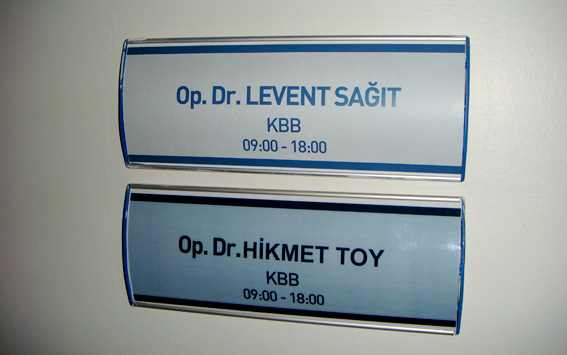 Op. Dr. LEVENT SAĞIT
KBB
09:00 - 18:00
Op. Dr. HİKMET TOY
KBB
09:00 - 18:00